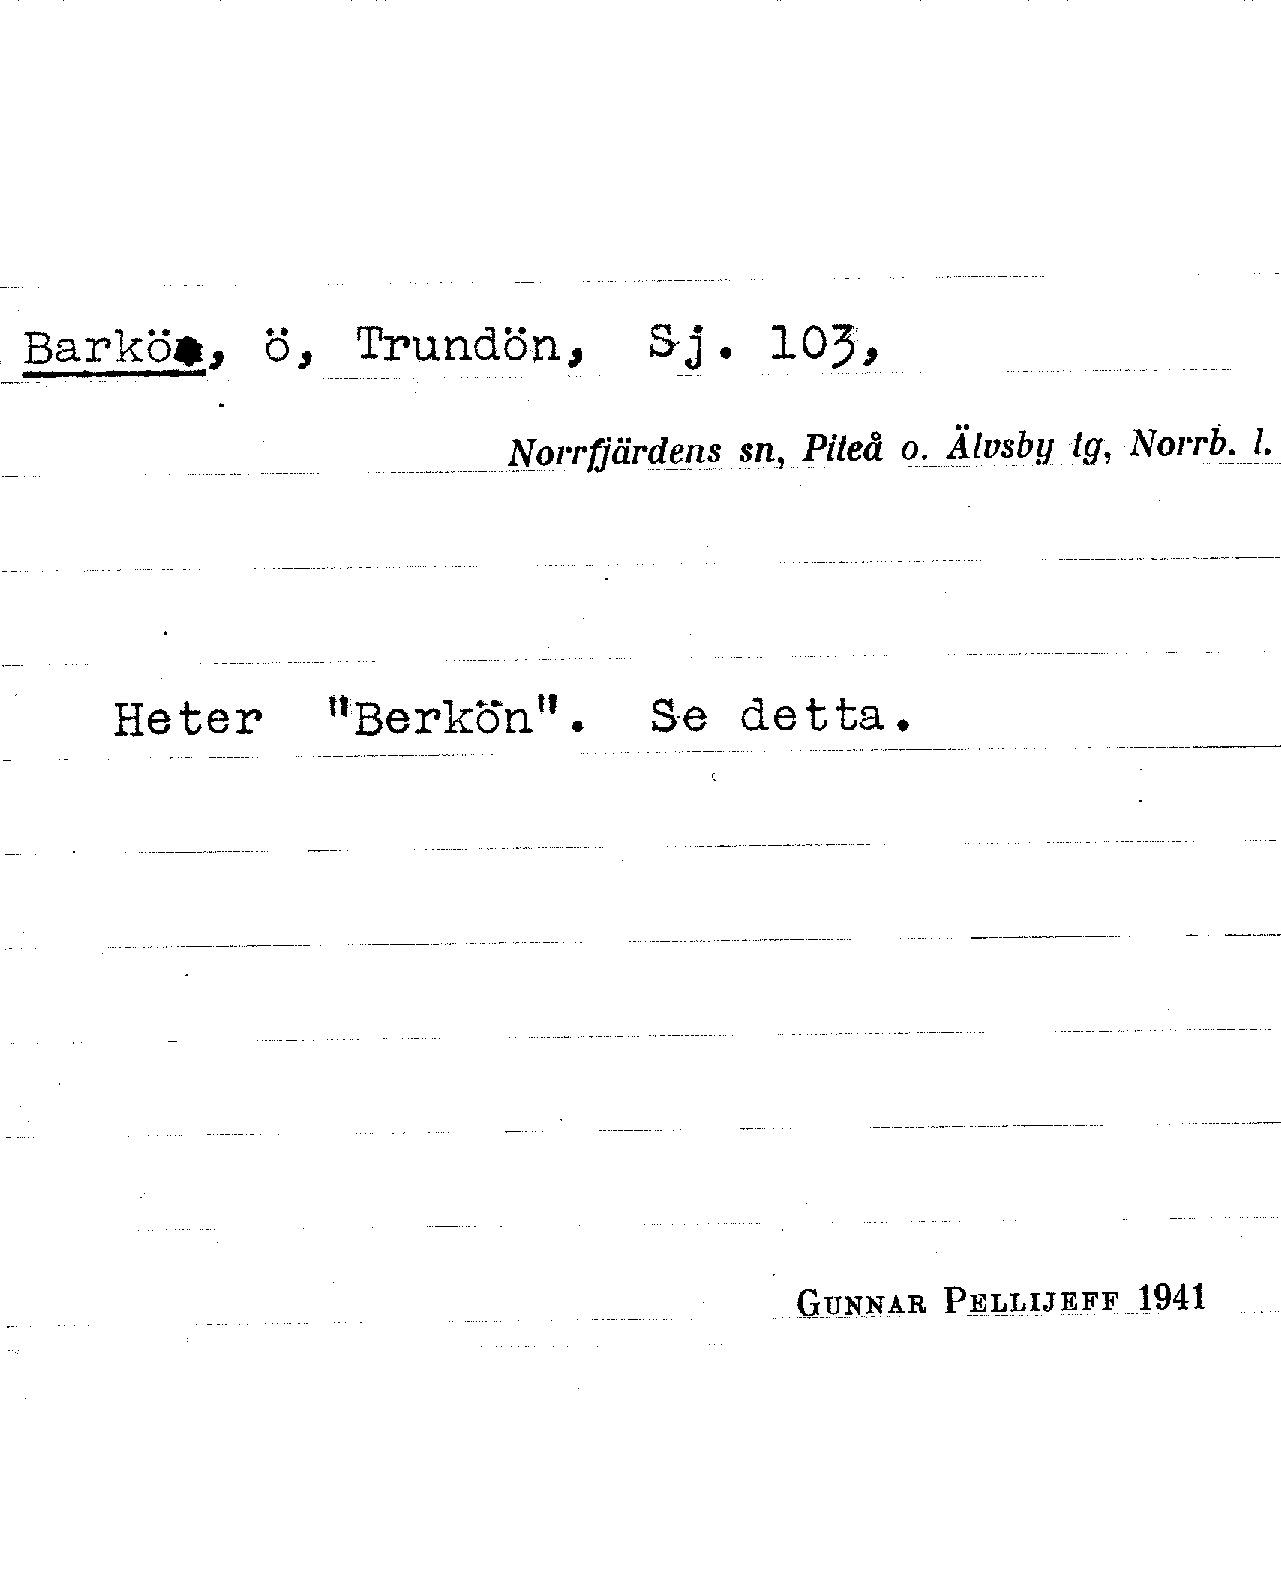 Barkö, ö, Trundön, Sj. 103,
Norrfjärdens sn, Piteå o. Älvsby tg, Norrb. l.
Heter "Berkön". Se detta.
GUNNAR PELLIJEFF 1941